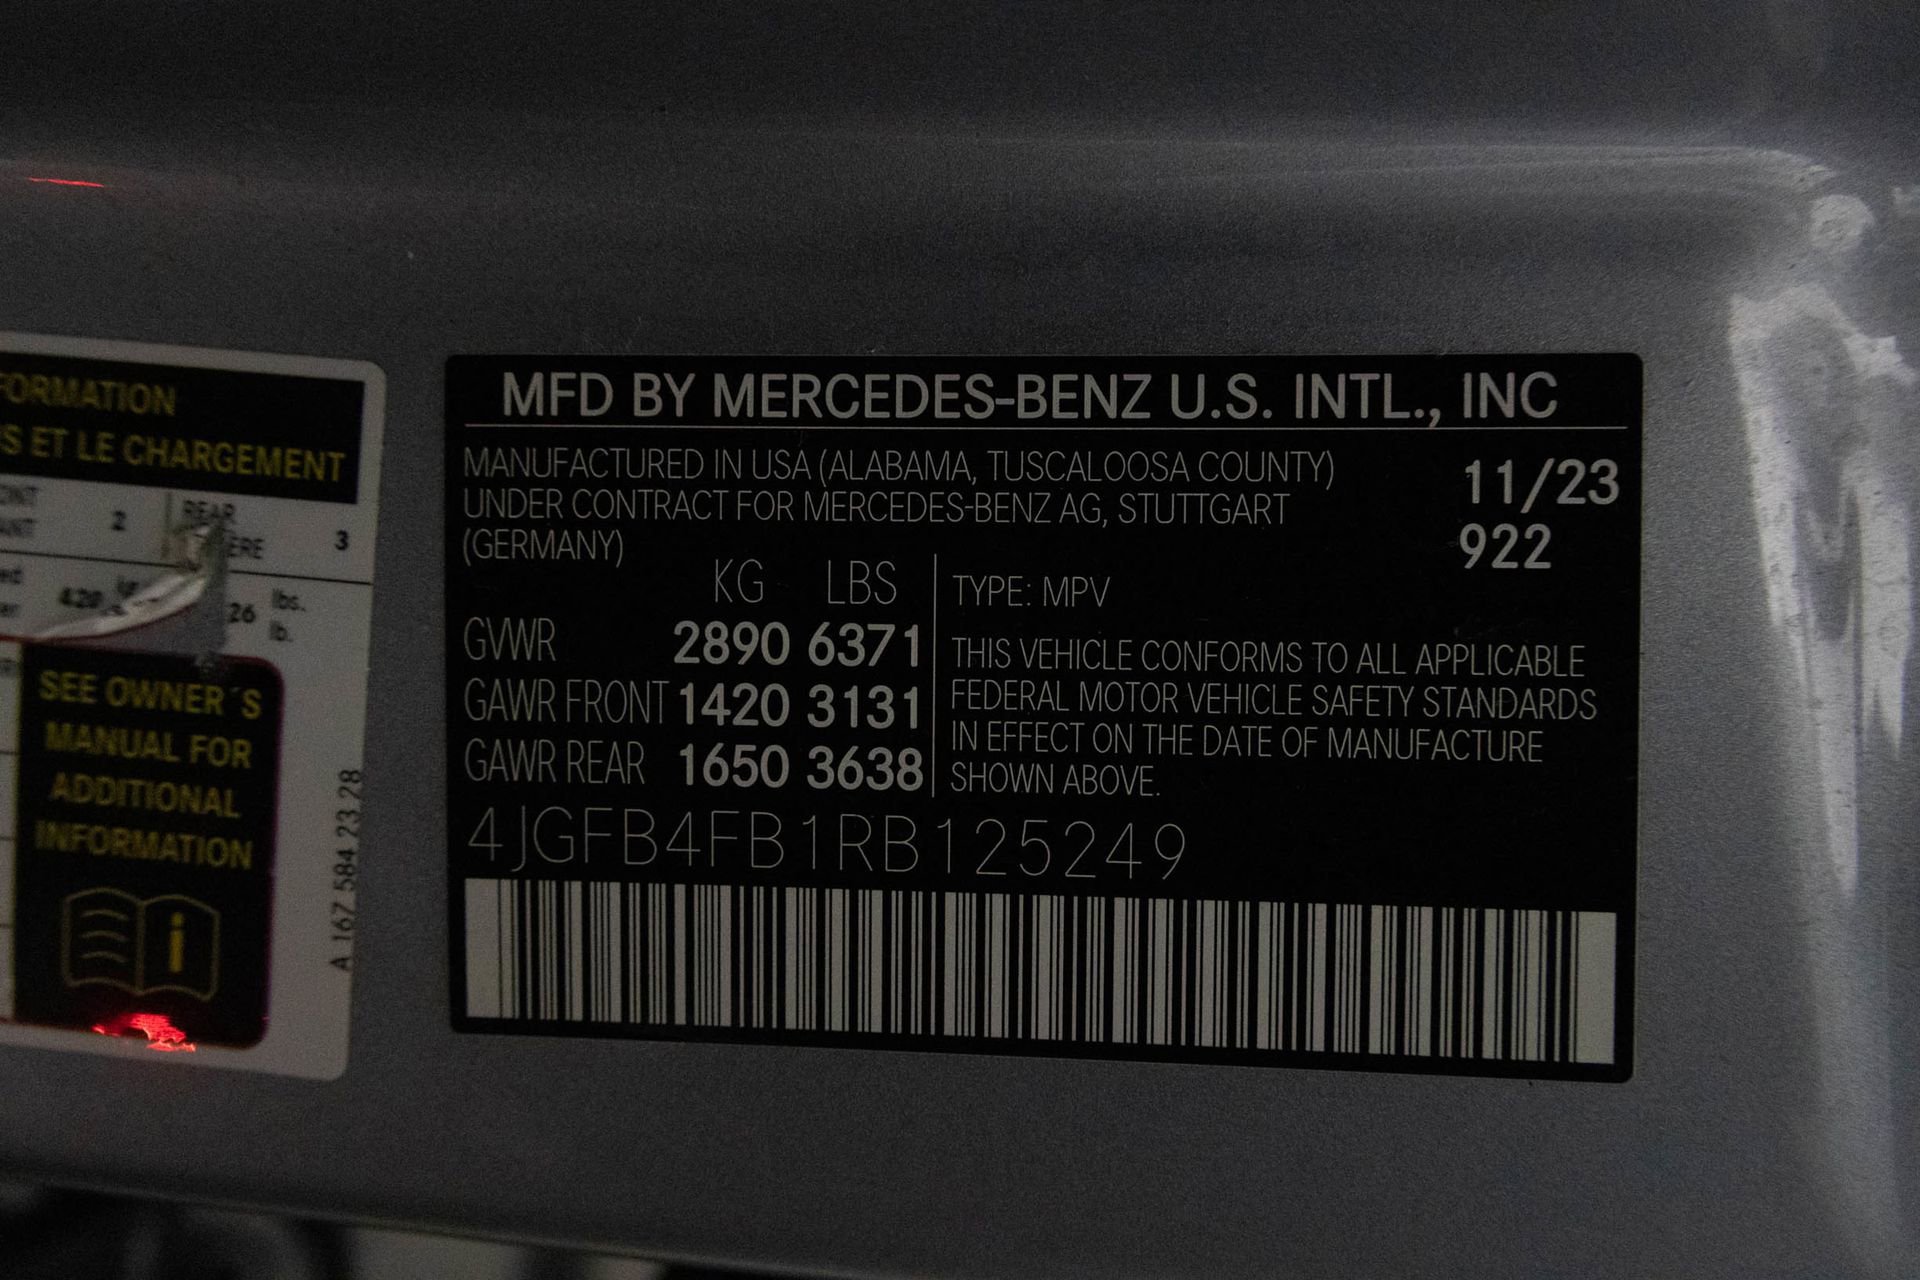 FORMATION
S ET LE CHARGEMENT
2
REAR
3
420
26
lbs.
lb.
SEE OWNER´S
MANUAL FOR
ADDITIONAL
INFORMATION
i
A 167 584 23 28
MFD BY MERCEDES-BENZ U.S. INTL., INC
MANUFACTURED IN USA (ALABAMA, TUSCALOOSA COUNTY)
UNDER CONTRACT FOR MERCEDES-BENZ AG, STUTTGART
(GERMANY)
11/23
922
KG LBS
GVWR 2890 6371
GAWR FRONT 1420 3131
GAWR REAR 1650 3638
TYPE: MPV
THIS VEHICLE CONFORMS TO ALL APPLICABLE
FEDERAL MOTOR VEHICLE SAFETY STANDARDS
IN EFFECT ON THE DATE OF MANUFACTURE
SHOWN ABOVE.
4JGFB4FB1RB125249